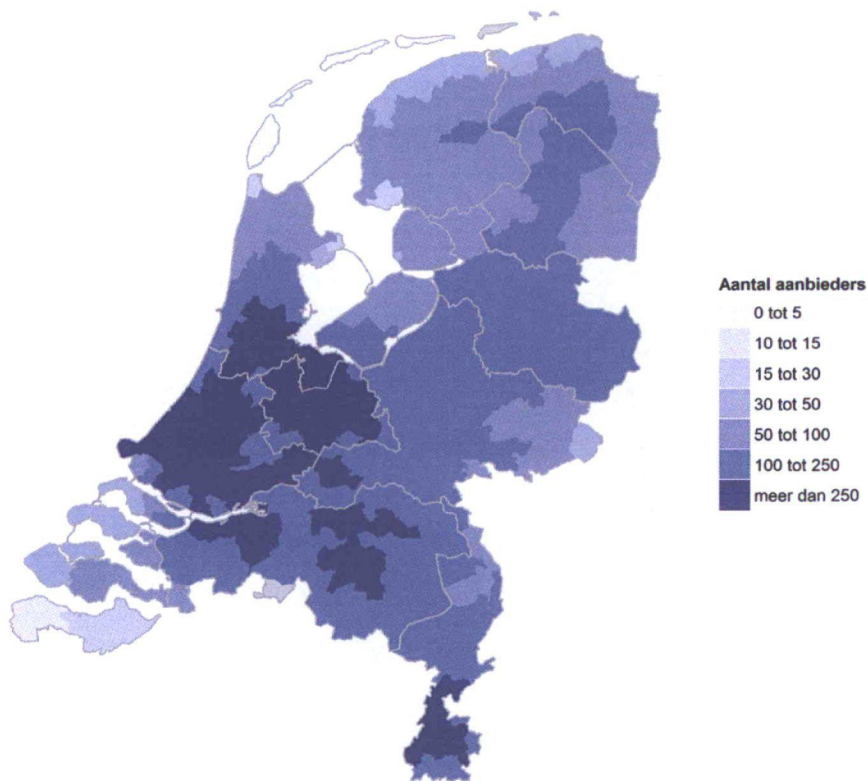 Aantal aanbieders
0 tot 5
10 tot 15
15 tot 30
30 tot 50
50 tot 100
100 tot 250
meer dan 250